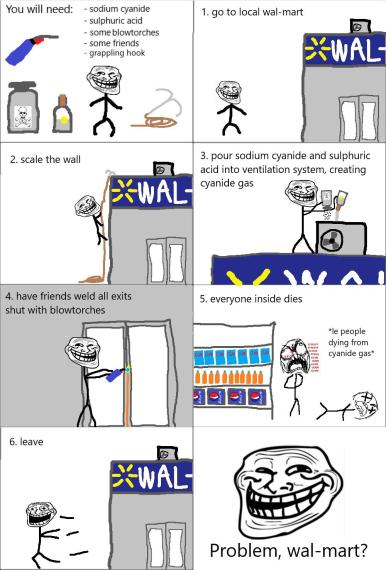 You will need:
- sodium cyanide
- sulphuric acid
- some blowtorches
- some friends
- grappling hook
1. go to local wal-mart
WAL-
2. scale the wall
WAL-
3. pour sodium cyanide and sulphuric
acid into ventilation system, creating
cyanide gas
4. have friends weld all exits
shut with blowtorches
5. everyone inside dies
*le people
dying from
cyanide gas*
6. leave
WAL-
Problem, wal-mart?